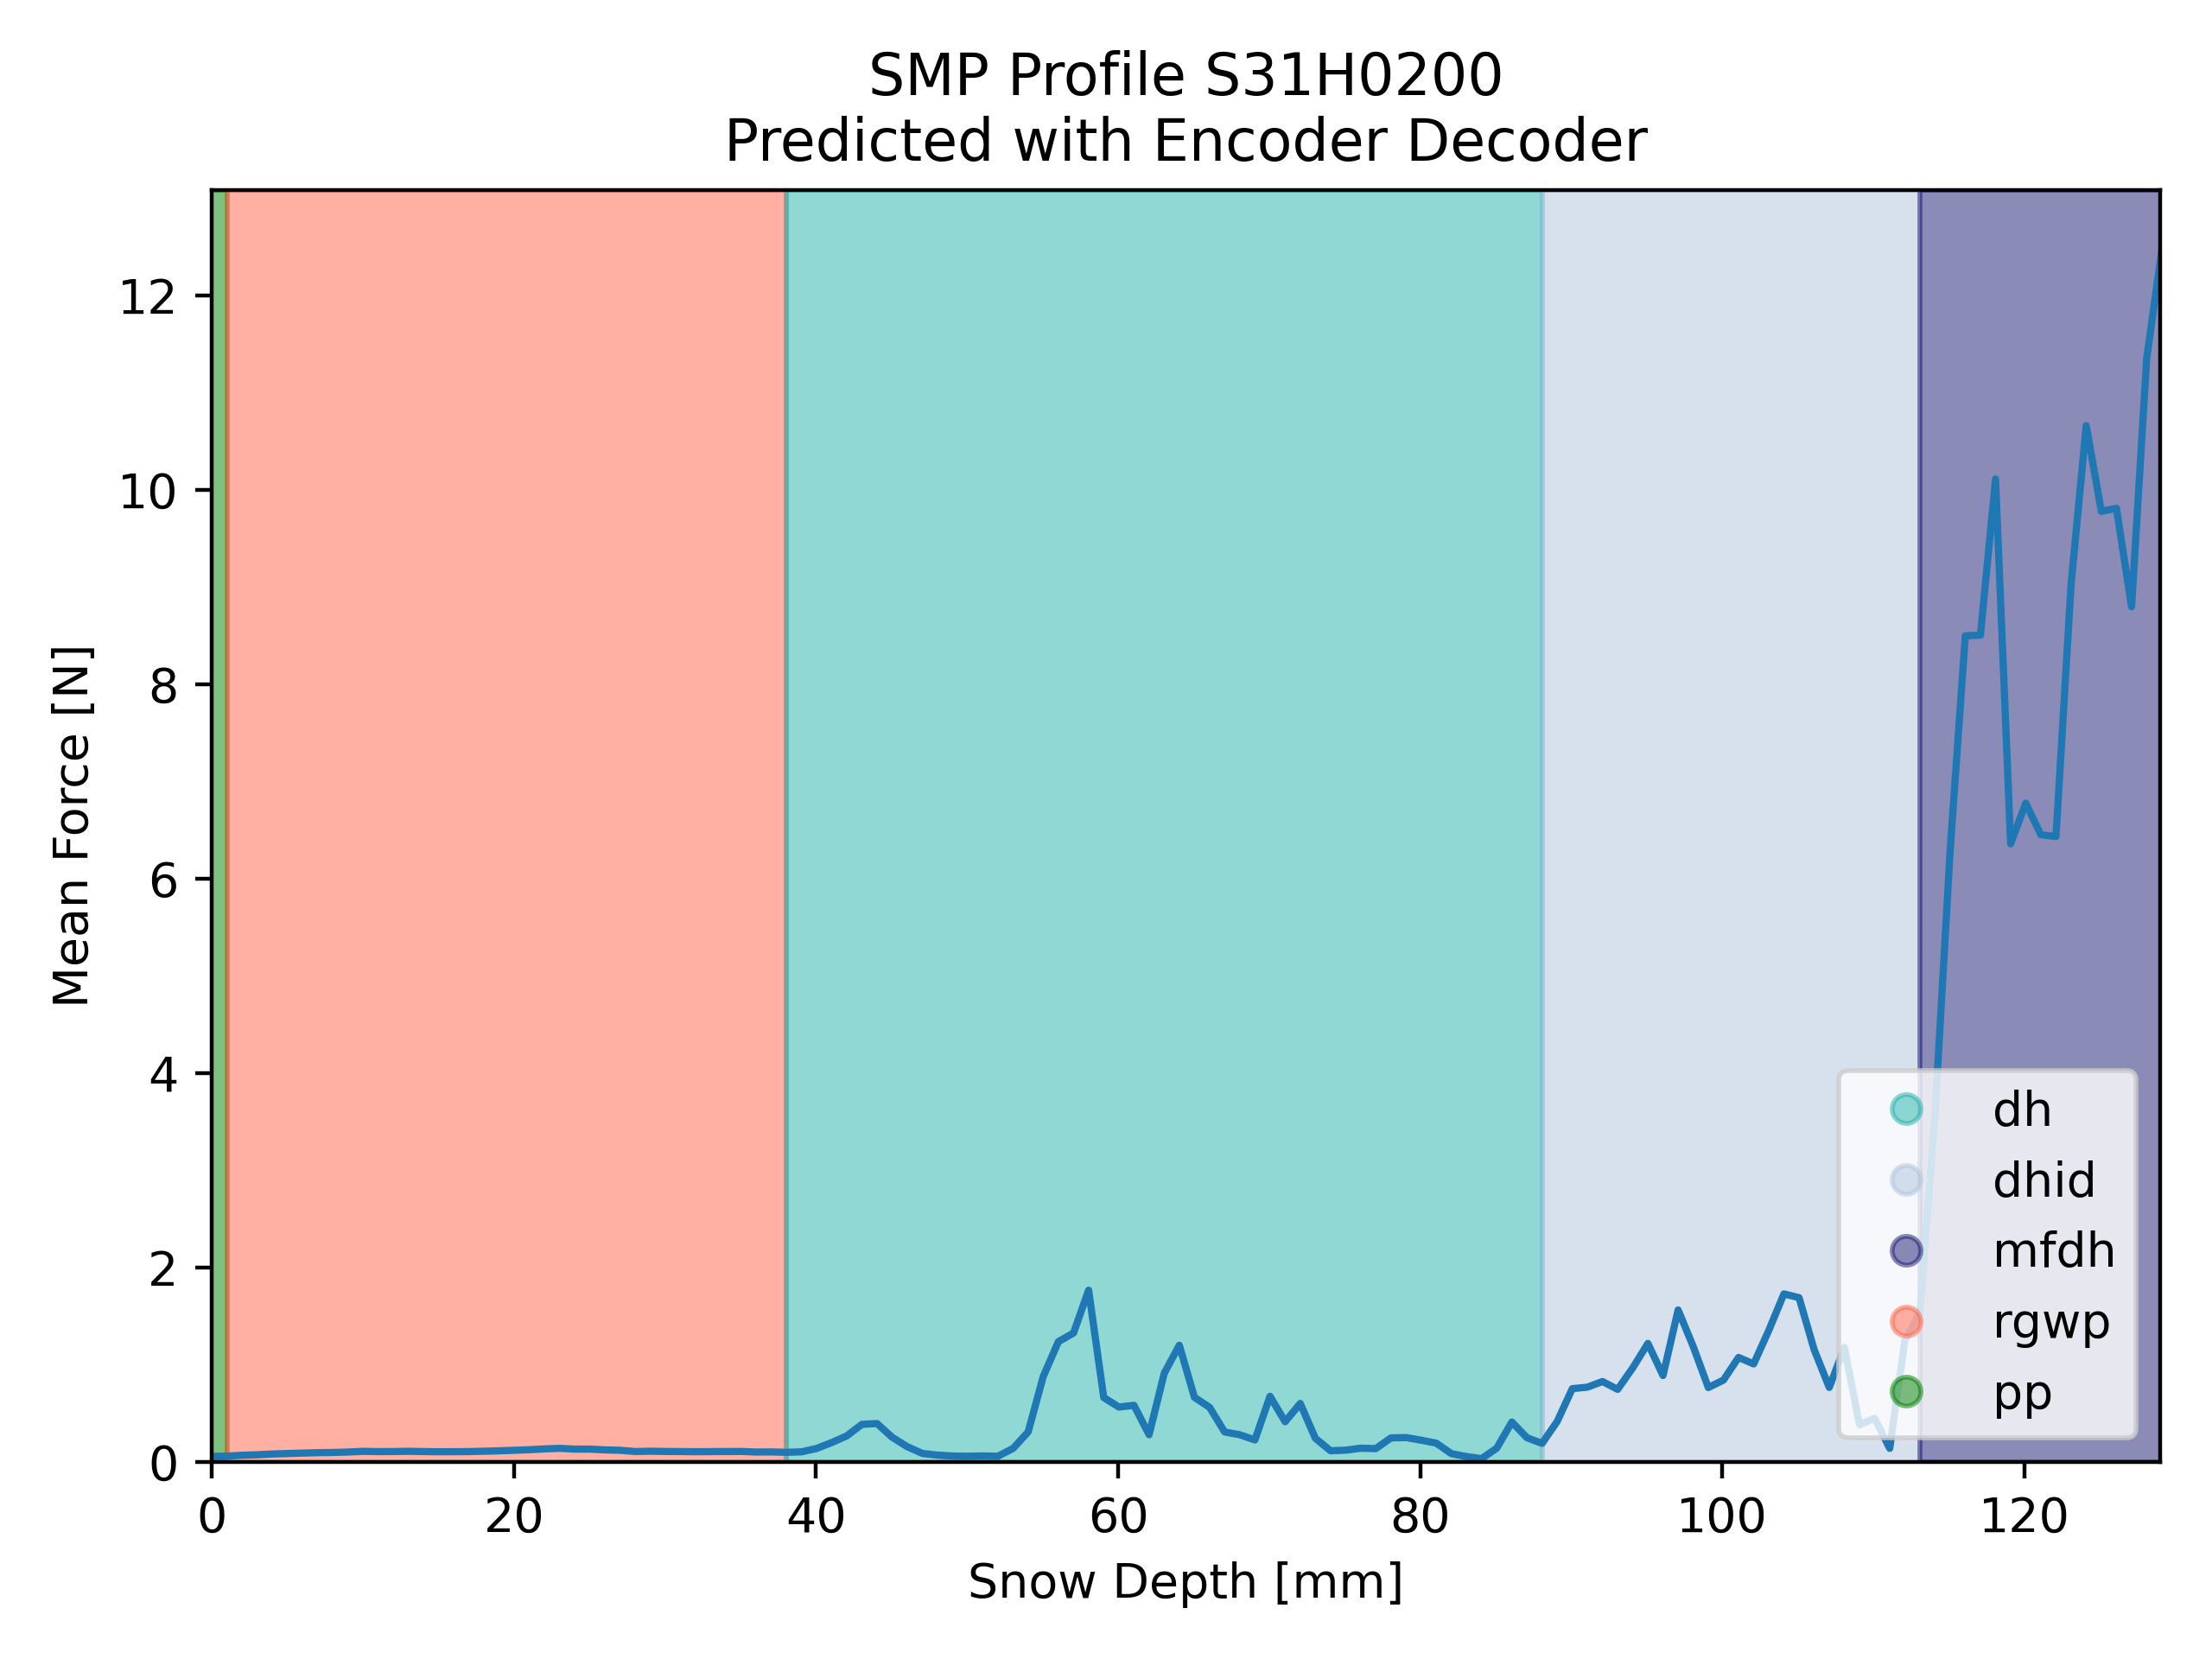 SMP Profile S31H0200
Predicted with Encoder Decoder
Mean Force [N]
12
10
8
6
4
2
0
0 20 40 60 80 100 120
Snow Depth [mm]
dh
dhid
mfdh
rgwp
pp